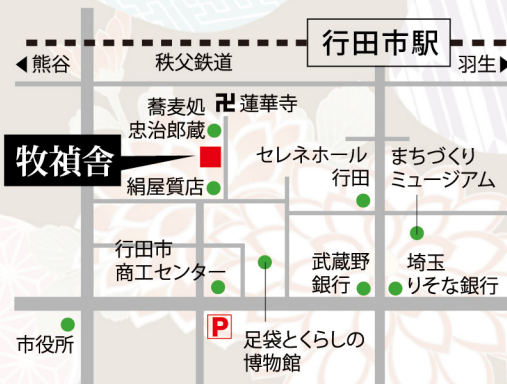 行田市駅
◀熊谷
秩父鉄道
羽生▶
蕎麦処
忠治郎蔵
卍 蓮華寺
牧禎舎
絹屋質店
セレネホール
行田
まちづくり
ミュージアム
行田市
商工センター
武蔵野
銀行
埼玉
りそな銀行
P
市役所
足袋とくらしの
博物館